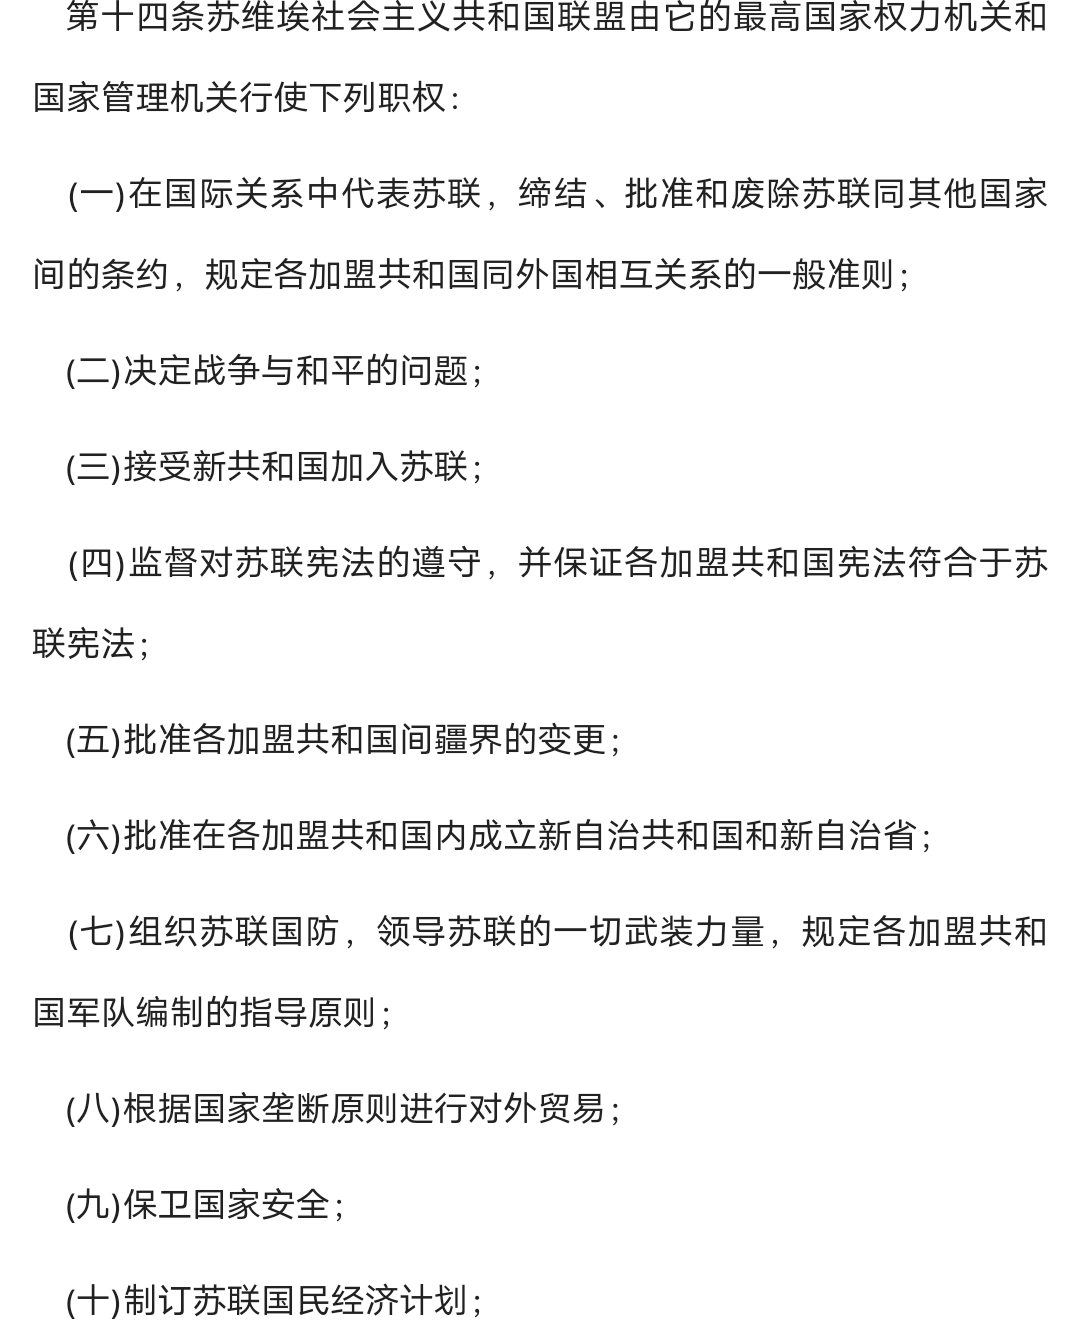 第十四条苏维埃社会主义共和国联盟由它的最高国家权力机关和
国家管理机关行使下列职权:
(一)在国际关系中代表苏联，缔结、批准和废除苏联同其他国家
间的条约，规定各加盟共和国同外国相互关系的一般准则;
(二)决定战争与和平的问题;
(三)接受新共和国加入苏联;
(四)监督对苏联宪法的遵守，并保证各加盟共和国宪法符合于苏
联宪法;
(五)批准各加盟共和国间疆界的变更;
(六)批准在各加盟共和国内成立新自治共和国和新自治省;
(七)组织苏联国防，领导苏联的一切武装力量，规定各加盟共和
国军队编制的指导原则;
(八)根据国家垄断原则进行对外贸易;
(九)保卫国家安全;
(十)制订苏联国民经济计划;